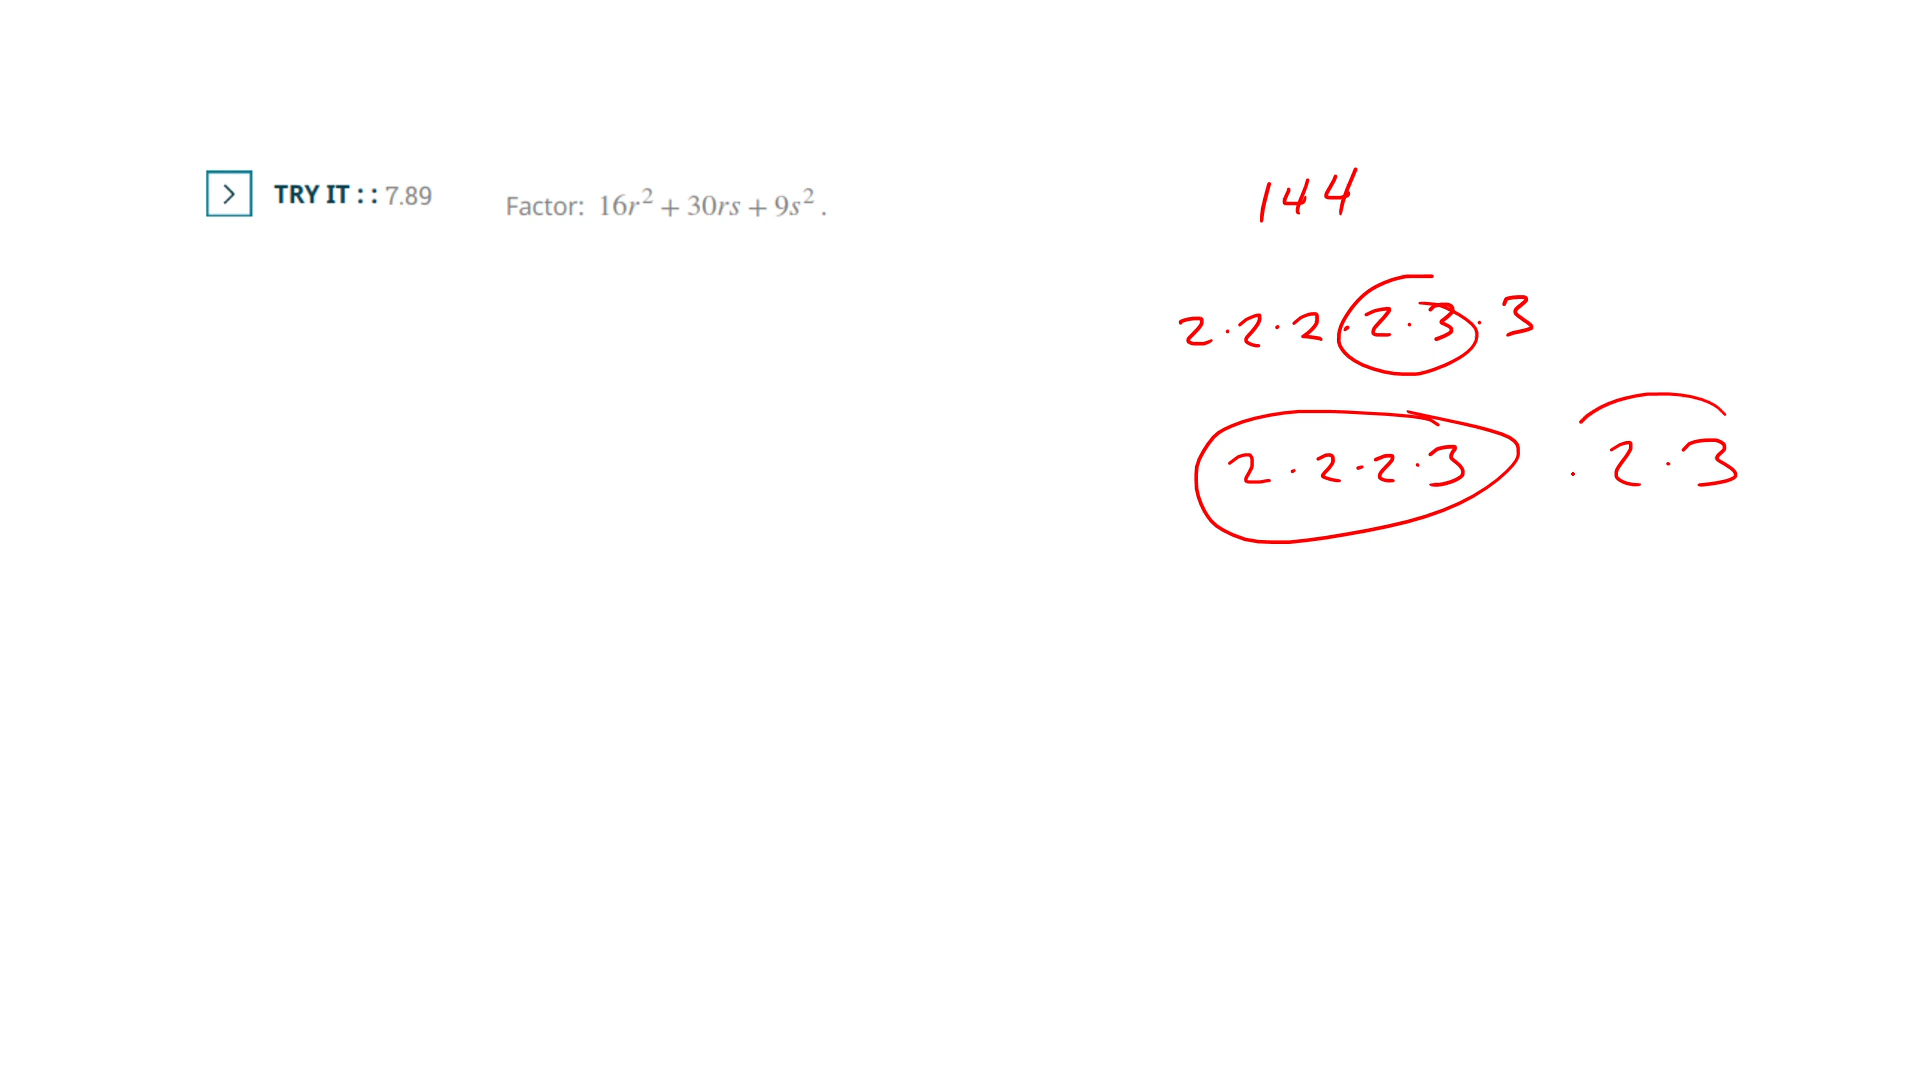 TRY IT : : 7.89 Factor: 16r² + 30rs + 9s² .
144
2·2·2·2·3·3
2·2·2·3 · 2·3